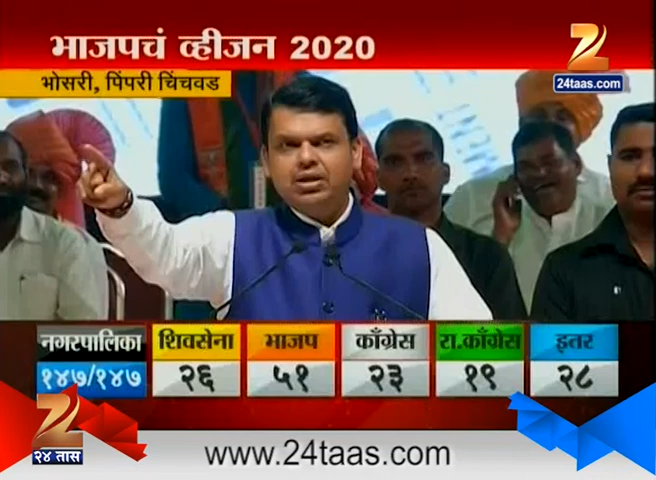 भाजपचं व्हीजन 2020
24taas.com
भोसरी, पिंपरी चिंचवड
नगरपालिका शिवसेना भाजप काँग्रेस रा.काँग्रेस इतर
१४७/१४७ २६ ५१ २३ १९ २८
२४ तास
www.24taas.com